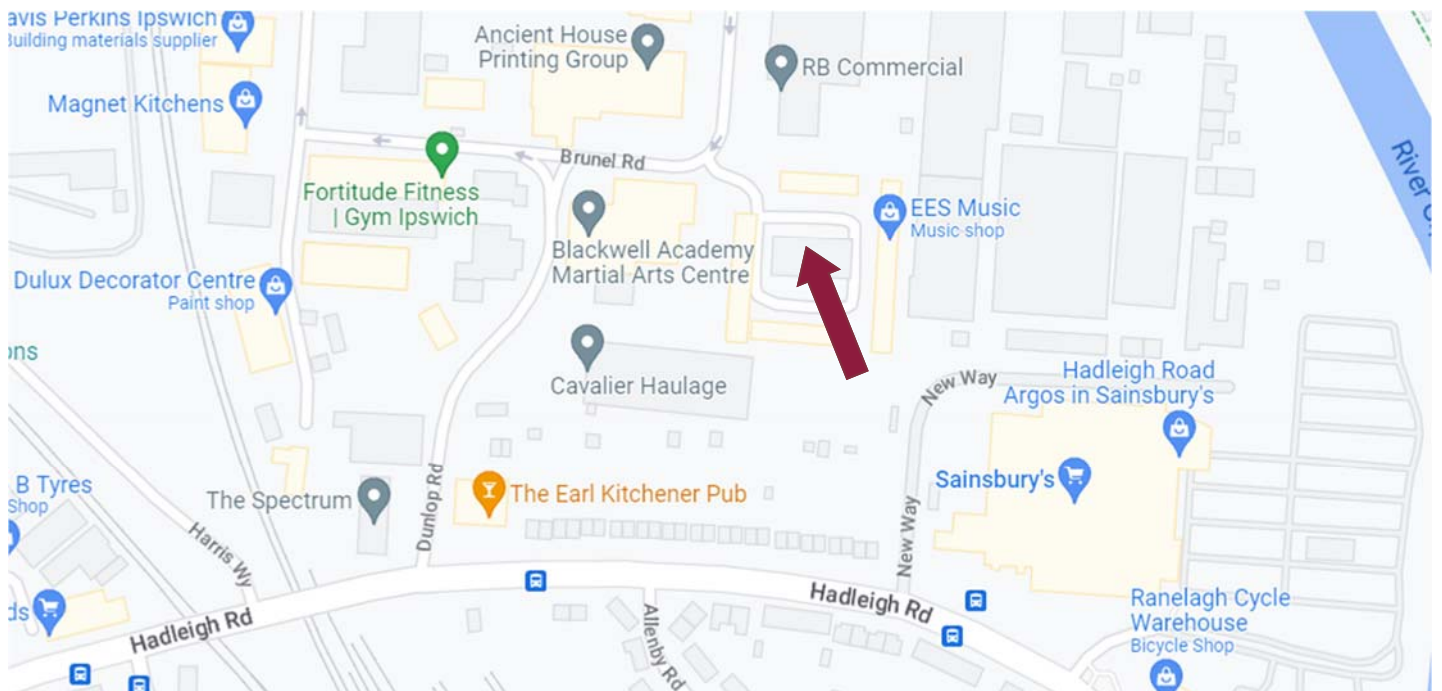 avis Perkins Ipswich
Building materials supplier
Ancient House
Printing Group
RB Commercial
Magnet Kitchens
Brunel Rd
River
Fortitude Fitness
| Gym Ipswich
EES Music
Music shop
Blackwell Academy
Martial Arts Centre
Dulux Decorator Centre
Paint shop
ons
Cavalier Haulage
New Way
Hadleigh Road
Argos in Sainsbury's
B Tyres
Shop
The Spectrum
Dunlop Rd
The Earl Kitchener Pub
Sainsbury's
Harris Wy
New Way
ds
Hadleigh Rd
Allenby Rd
Hadleigh Rd
Ranelagh Cycle
Warehouse
Bicycle Shop